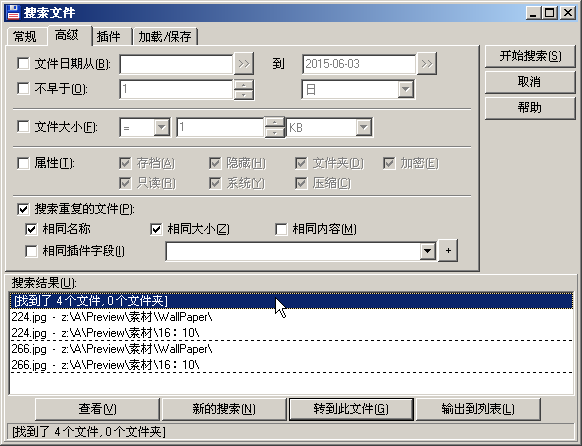 搜索文件
常规 高级 插件 加载/保存
文件日期从(B): >> 到 2015-06-03 >>
开始搜索(S)
不早于(O): 1 日
取消
帮助
文件大小(F): = 1 KB
属性(T): 存档(A) 隐藏(H) 文件夹(D) 加密(E)
只读(R) 系统(Y) 压缩(C)
搜索重复的文件(P):
相同名称 相同大小(Z) 相同内容(M)
相同插件字段(I) +
搜索结果(U):
[找到了 4 个文件, 0 个文件夹]
224.jpg - z:\A\Preview\素材\WallPaper\
224.jpg - z:\A\Preview\素材\16：10\
266.jpg - z:\A\Preview\素材\WallPaper\
266.jpg - z:\A\Preview\素材\16：10\
查看(V) 新的搜索(N) 转到此文件(G) 输出到列表(L)
[找到了 4 个文件, 0 个文件夹]